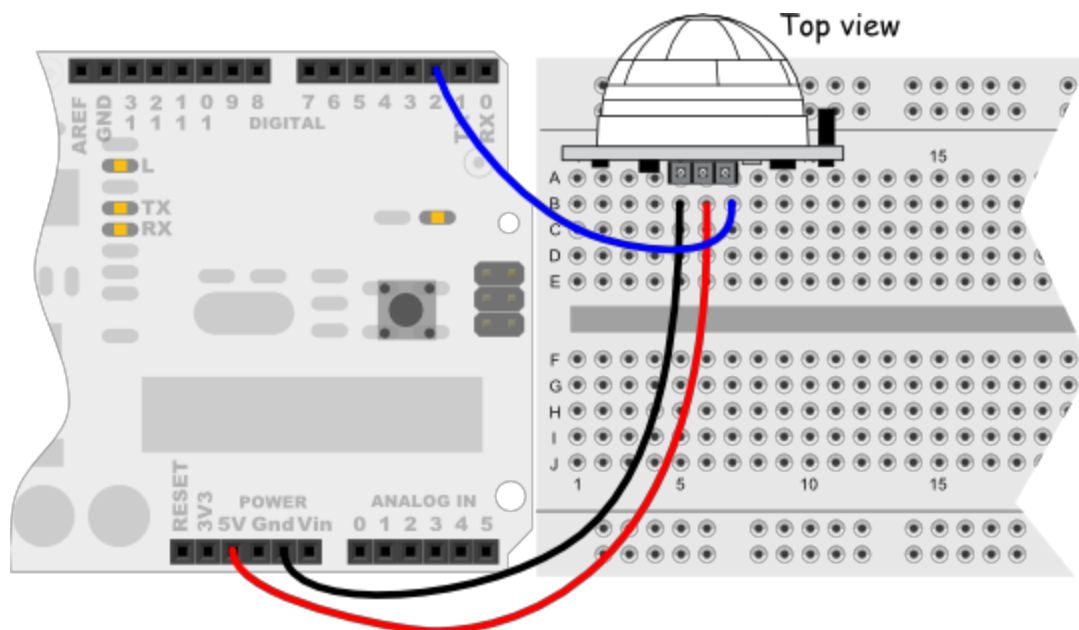 Top view
AREF
GND
13
12
11
10
9
8
DIGITAL
7
6
5
4
3
2
TX 1
RX 0
L
TX
RX
15
A
B
C
D
E
F
G
H
I
J
1
5
10
15
RESET
3V3
POWER
5V Gnd Vin
ANALOG IN
0 1 2 3 4 5